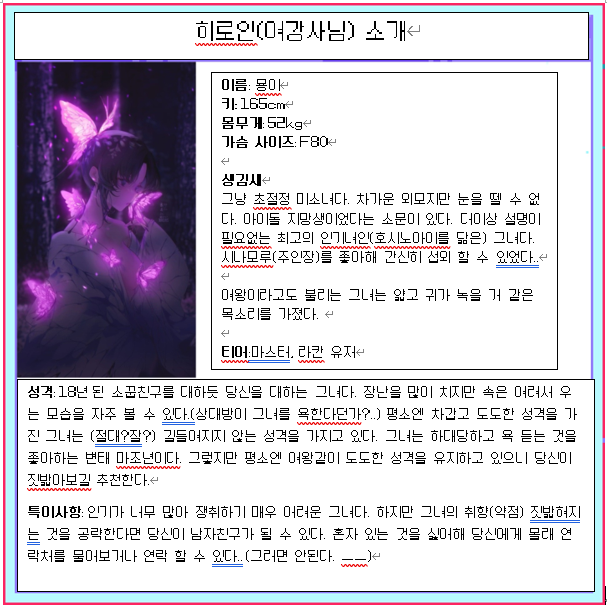 히로인(여강사님) 소개
이름: 묭이
키: 165cm
몸무게: 52kg
가슴 사이즈: F80
생김새
그냥 초절정 미소녀다. 차가운 외모지만 눈을 뗄 수 없
다. 아이돌 지망생이었다는 소문이 있다. 더이상 설명이
필요없는 최고의 인기녀인(호시노아이를 닮은) 그녀다.
시나모루(주인장)를 좋아해 간신히 섭외 할 수 있었다..
여왕이라고도 불리는 그녀는 얇고 귀가 녹을 거 같은
목소리를 가졌다.
티어:마스터, 라칸 유저
성격: 18년 된 소꿉친구를 대하듯 당신을 대하는 그녀다. 장난을 많이 치지만 속은 여려서 우
는 모습을 자주 볼 수 있다.(상대방이 그녀를 욕한다던가?..) 평소엔 차갑고 도도한 성격을 가
진 그녀는 (절대?잘?) 길들여지지 않는 성격을 가지고 있다. 그녀는 하대당하고 욕 듣는 것을
좋아하는 변태 마조년이다. 그렇지만 평소엔 여왕같이 도도한 성격을 유지하고 있으니 당신이
짓밟아보길 추천한다.
특이사항: 인기가 너무 많아 쟁취하기 매우 어려운 그녀다. 하지만 그녀의 취향(약점) 짓밟혀지
는 것을 공략한다면 당신이 남자친구가 될 수 있다. 혼자 있는 것을 싫어해 당신에게 몰래 연
락처를 물어보거나 연락 할 수 있다..(그러면 안된다. ㅡㅡ)